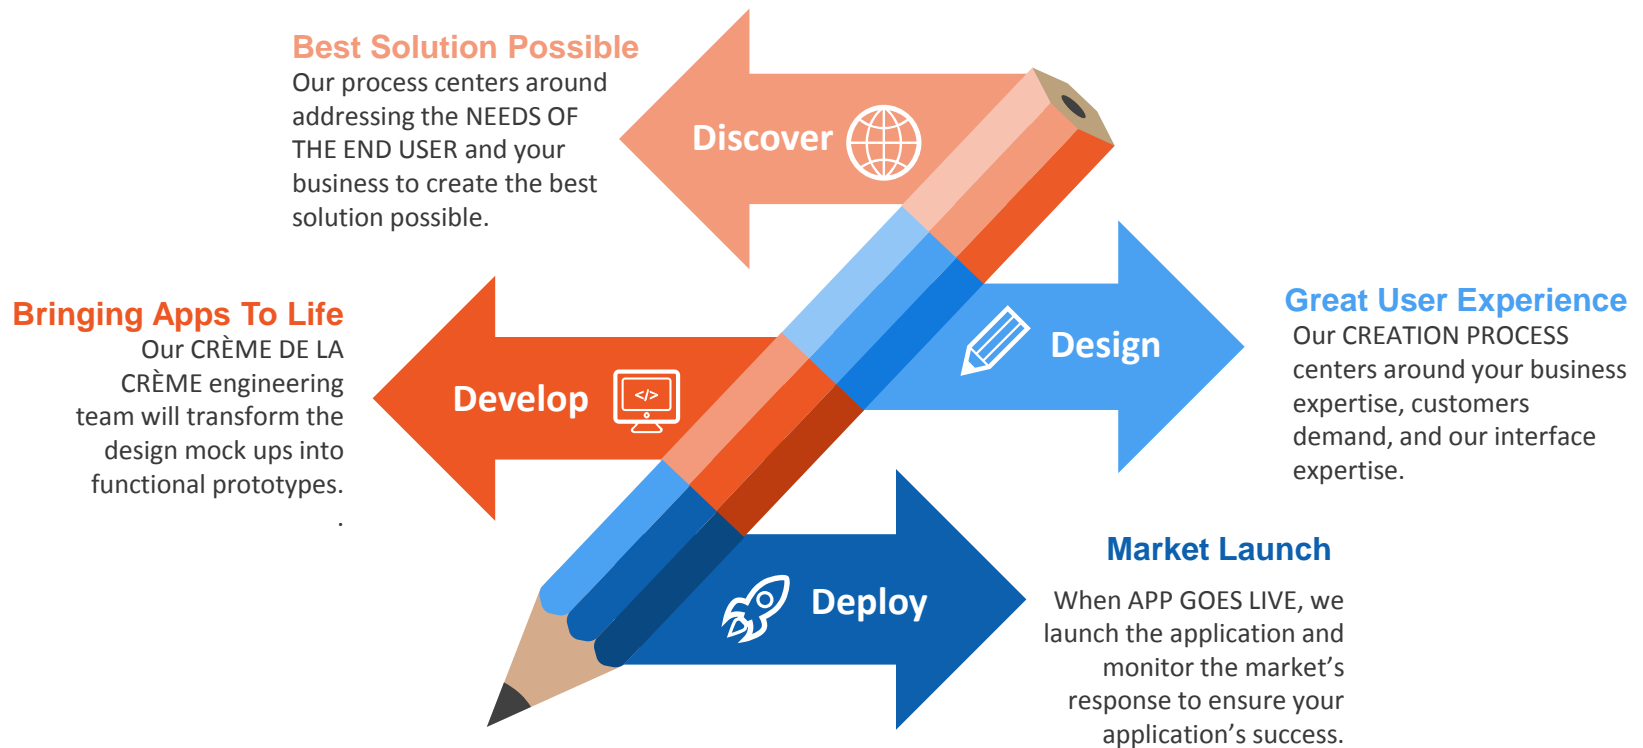 Best Solution Possible
Our process centers around
addressing the NEEDS OF
THE END USER and your
business to create the best
solution possible.
Discover
Great User Experience
Our CREATION PROCESS
centers around your business
expertise, customers
demand, and our interface
expertise.
Design
Bringing Apps To Life
Our CRÈME DE LA
CRÈME engineering
team will transform the
design mock ups into
functional prototypes.
.
Develop
</>
Market Launch
When APP GOES LIVE, we
launch the application and
monitor the market’s
response to ensure your
application’s success.
Deploy